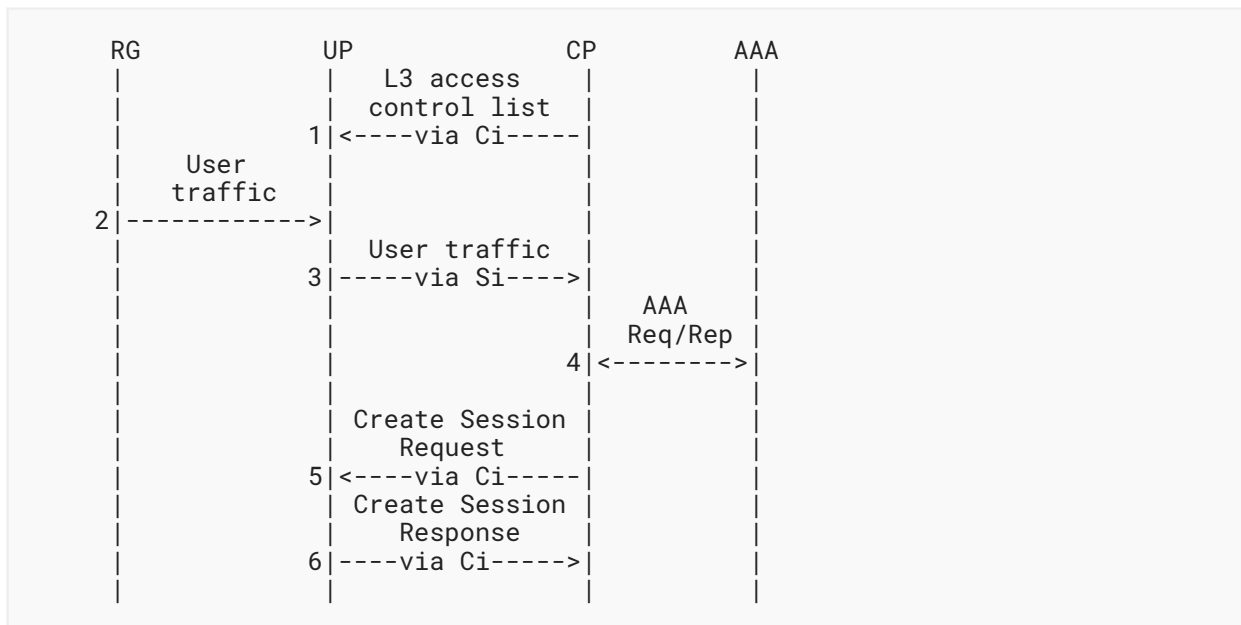 RG UP CP AAA
| | L3 access | |
| | control list | |
| 1|<----via Ci-----| |
| User | | |
| traffic | | |
2|------------>| | |
| | User traffic | |
| 3|-----via Si---->| |
| | | AAA |
| | | Req/Rep |
| | 4|<-------->|
| | | |
| | Create Session | |
| | Request | |
| 5|<----via Ci-----| |
| | Create Session | |
| | Response | |
| 6|----via Ci----->| |
| | | |